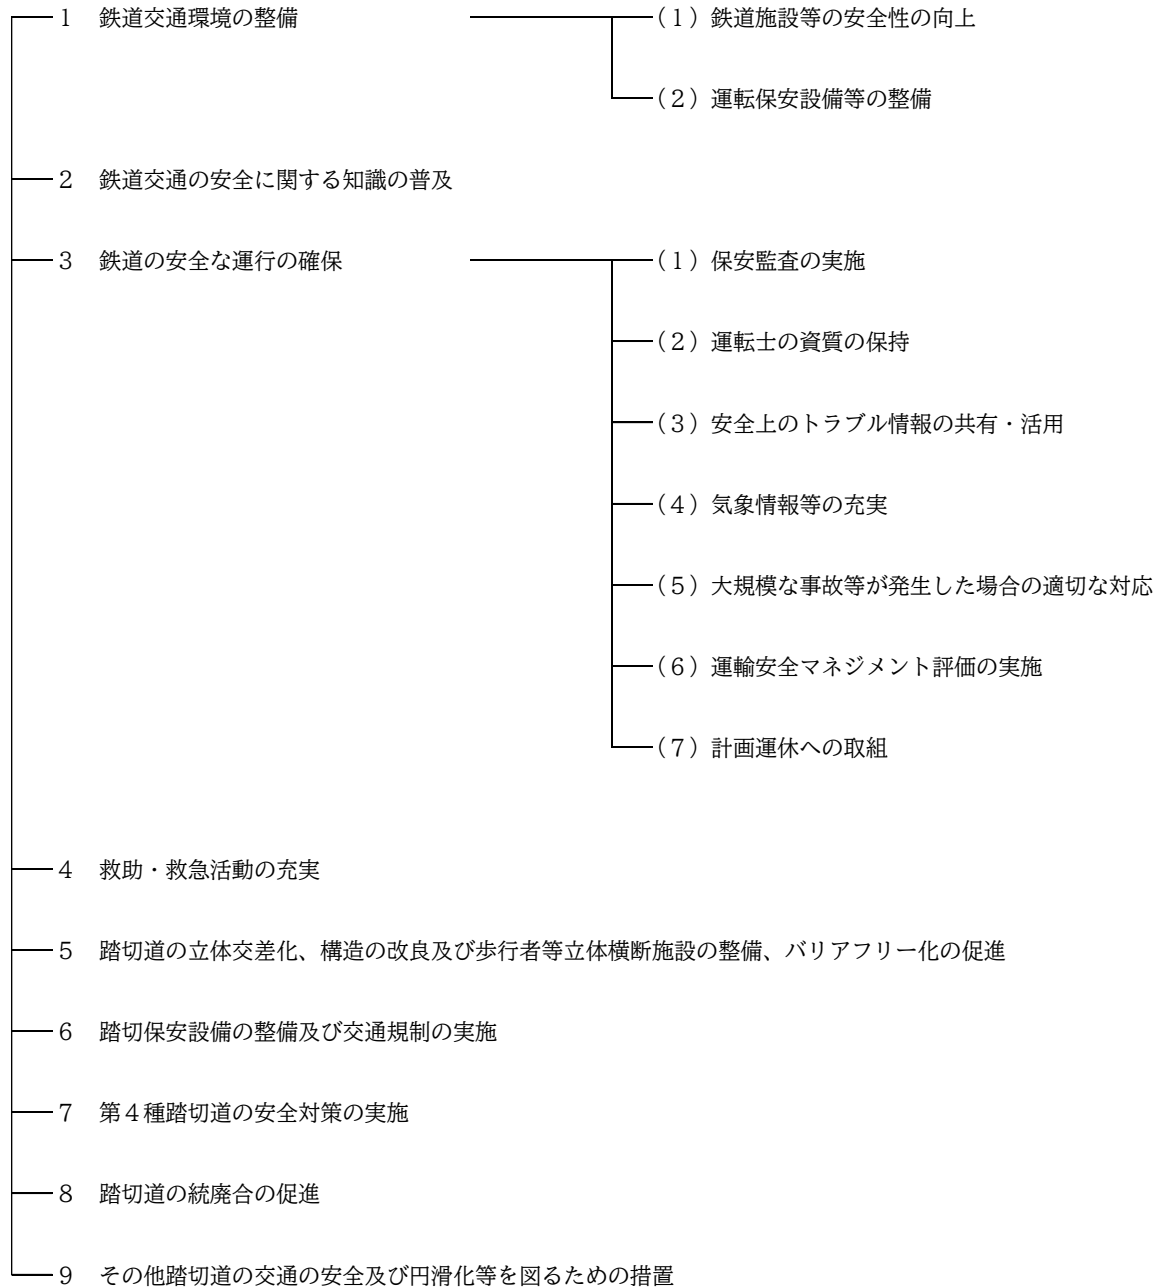 1 鉄道交通環境の整備
(1)鉄道施設等の安全性の向上
(2)運転保安設備等の整備
2 鉄道交通の安全に関する知識の普及
3 鉄道の安全な運行の確保
(1)保安監査の実施
(2)運転士の資質の保持
(3)安全上のトラブル情報の共有・活用
(4)気象情報等の充実
(5)大規模な事故等が発生した場合の適切な対応
(6)運輸安全マネジメント評価の実施
(7)計画運休への取組
4 救助・救急活動の充実
5 踏切道の立体交差化、構造の改良及び歩行者等立体横断施設の整備、バリアフリー化の促進
6 踏切保安設備の整備及び交通規制の実施
7 第4種踏切道の安全対策の実施
8 踏切道の統廃合の促進
9 その他踏切道の交通の安全及び円滑化等を図るための措置